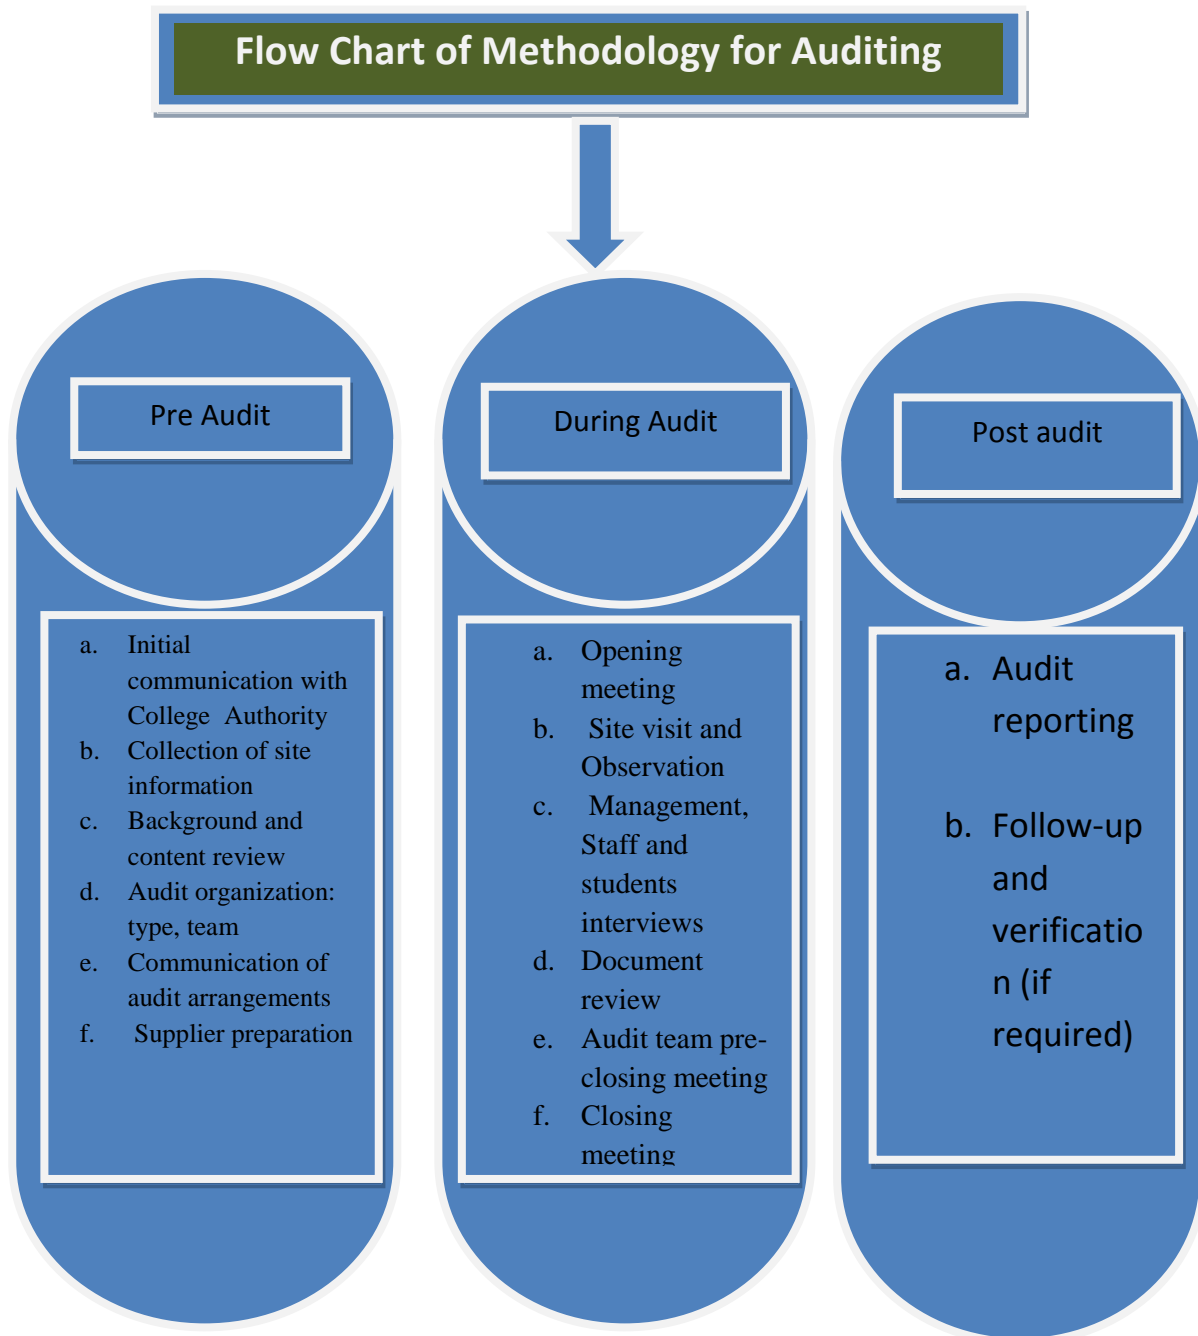 Flow Chart of Methodology for Auditing
Pre Audit
a. Initial
communication with
College Authority
b. Collection of site
information
c. Background and
content review
d. Audit organization:
type, team
e. Communication of
audit arrangements
f. Supplier preparation
During Audit
a. Opening
meeting
b. Site visit and
Observation
c. Management,
Staff and
students
interviews
d. Document
review
e. Audit team pre-
closing meeting
f. Closing
meeting
Post audit
a. Audit
reporting
b. Follow-up
and
verificatio
n (if
required)